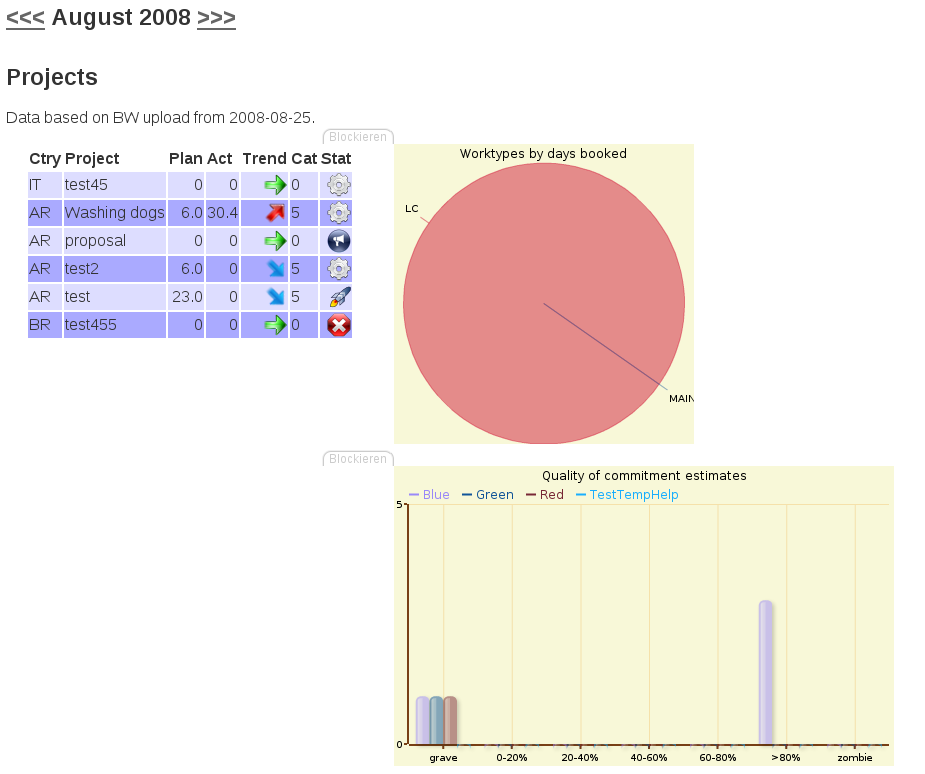 <<< August 2008 >>>
Projects
Data based on BW upload from 2008-08-25.
Blockieren
Ctry Project Plan Act Trend Cat Stat
IT test45 0 0 0
AR Washing dogs 6.0 30.4 5
AR proposal 0 0 0
AR test2 6.0 0 5
AR test 23.0 0 5
BR test455 0 0 0
Worktypes by days booked
LC
MAIN
Blockieren
Quality of commitment estimates
Blue Green Red TestTempHelp
5
0
grave 0-20% 20-40% 40-60% 60-80% >80% zombie